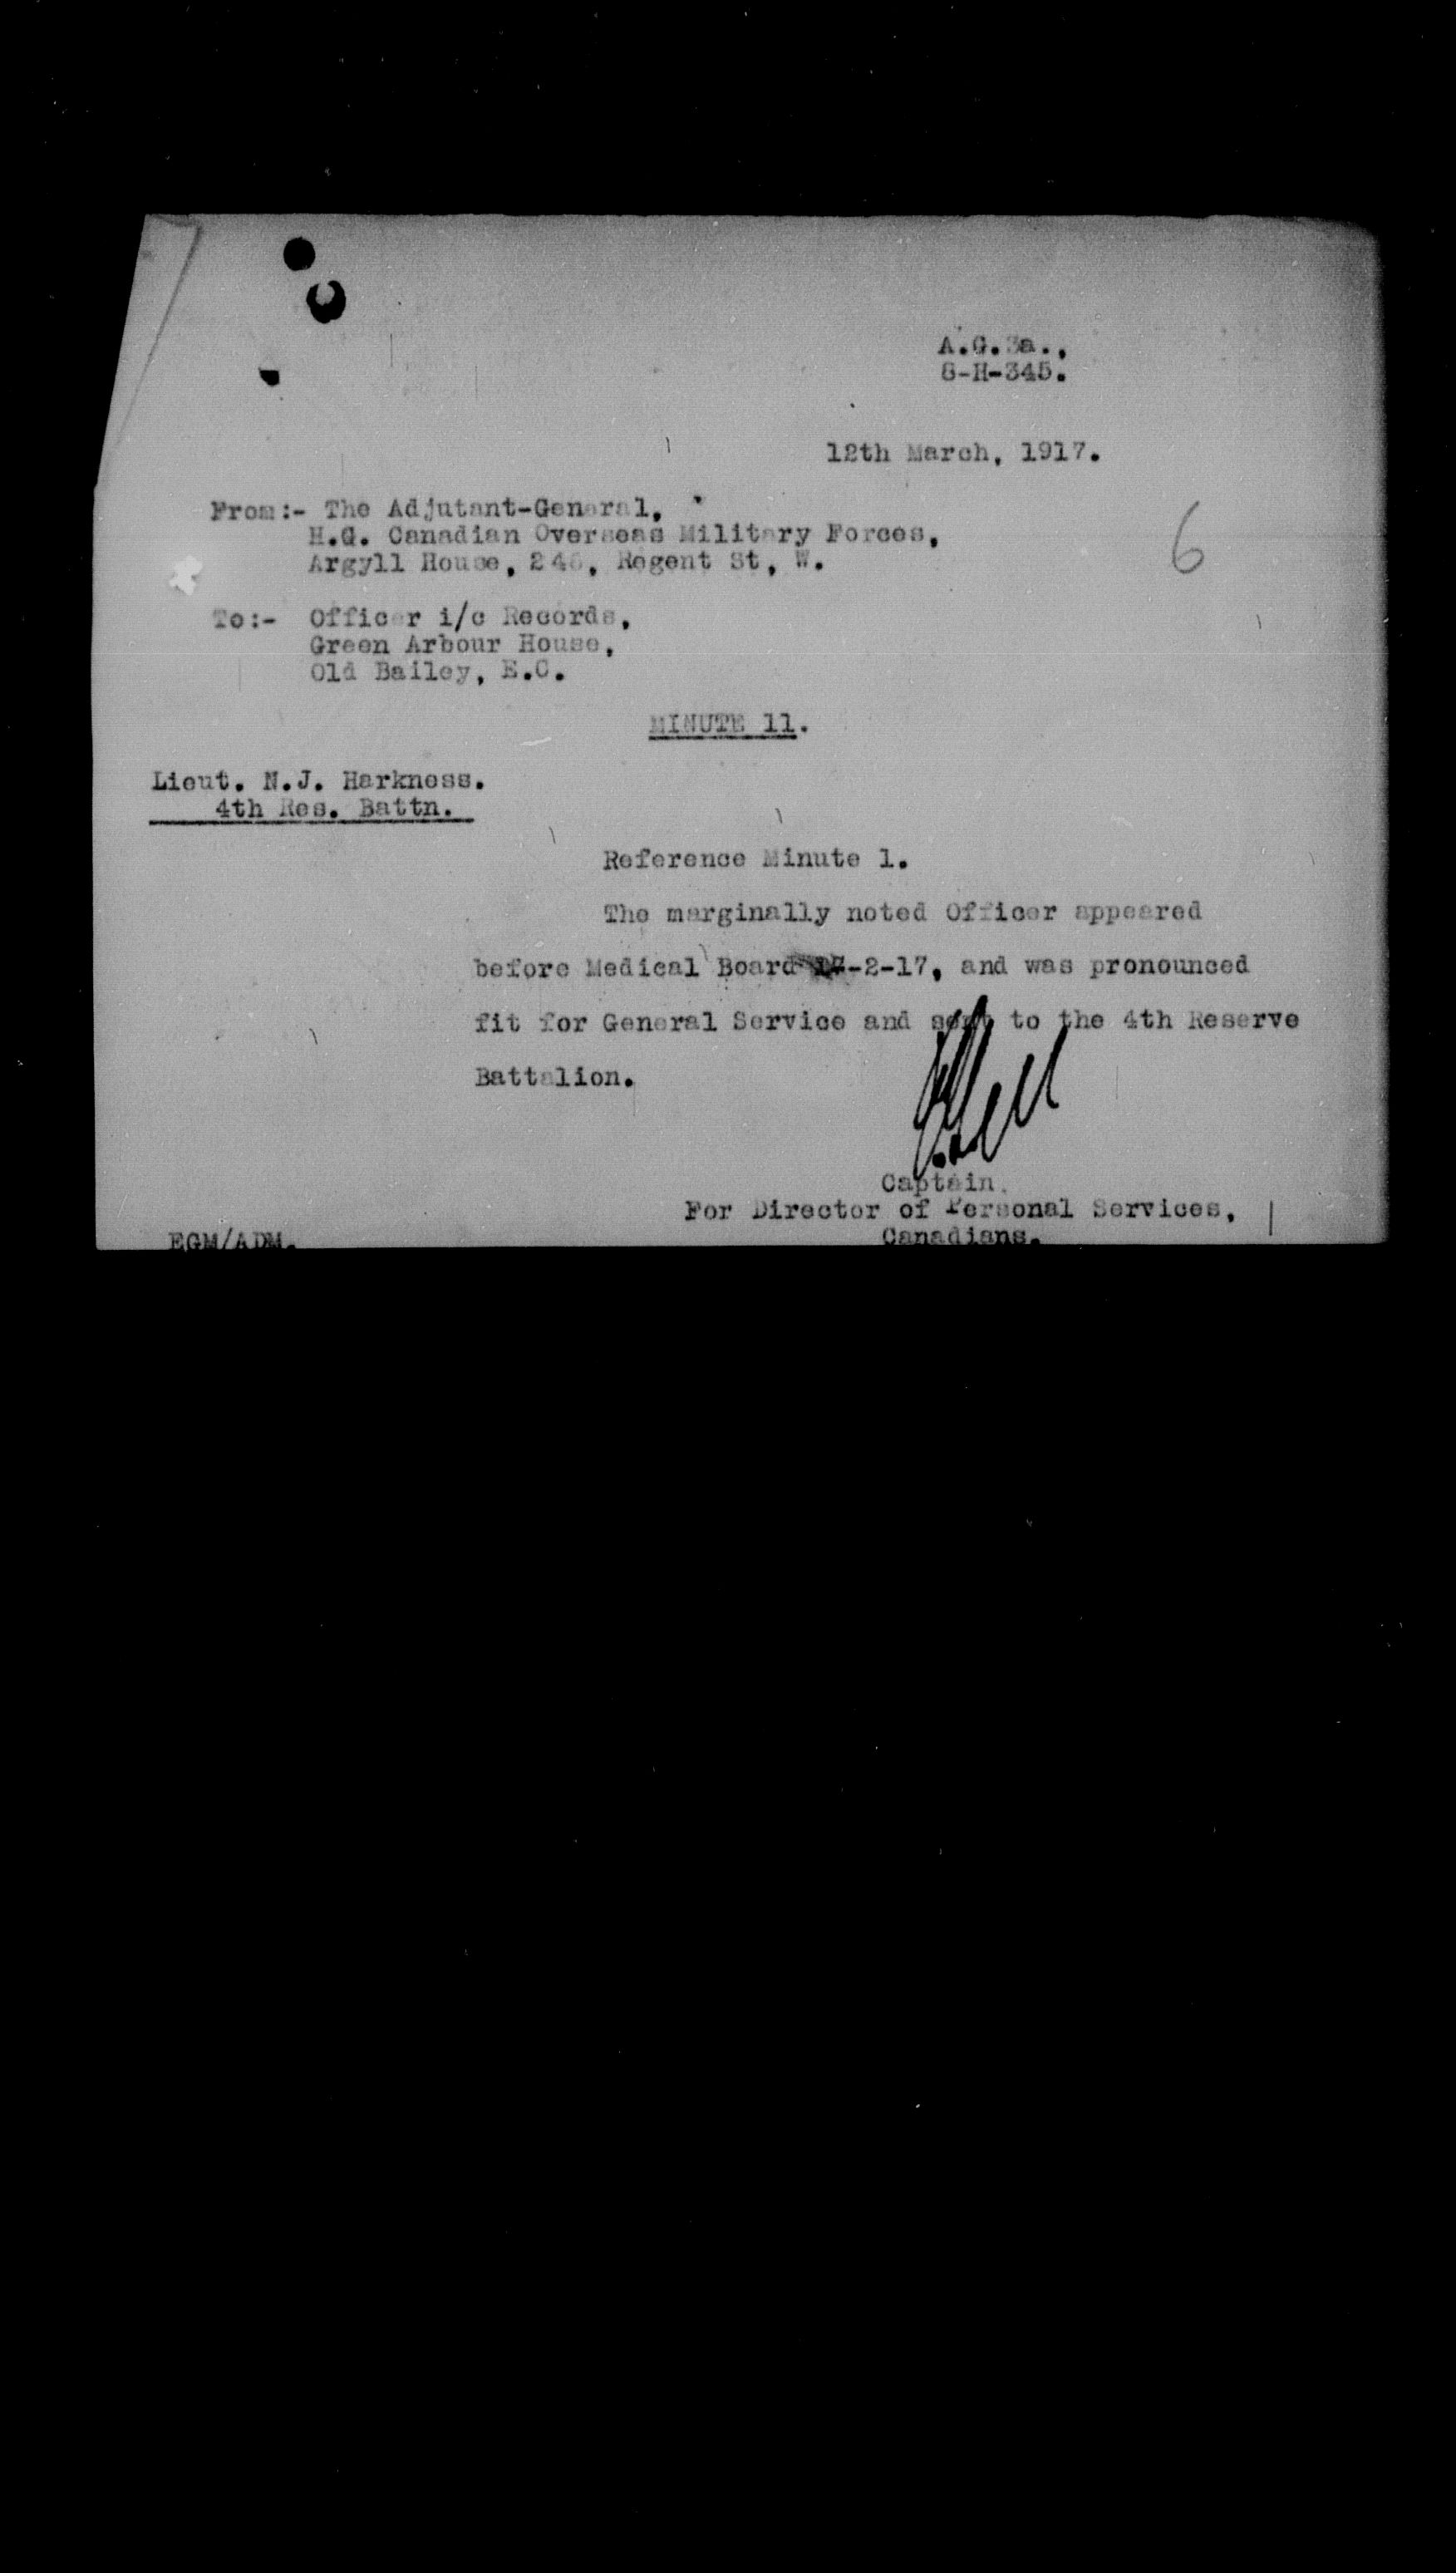 A.G.3a.,
8-H-345.
12th March, 1917.
From:- The Adjutant-General,
H.Q. Canadian Overseas Military Forces,
Argyll House, 246, Regent St, W.
6
To:- Officer i/c Records,
Green Arbour House,
Old Bailey, E.C.
MINUTE 11.
Lieut. N.J. Harkness.
4th Res. Battn.
Reference Minute 1.
The marginally noted Officer appeared
before Medical Board -2-17, and was pronounced
fit for General Service and sent to the 4th Reserve
Battalion.
Captain.
For Director of Personal Services,
Canadians.
EGM/ADM.